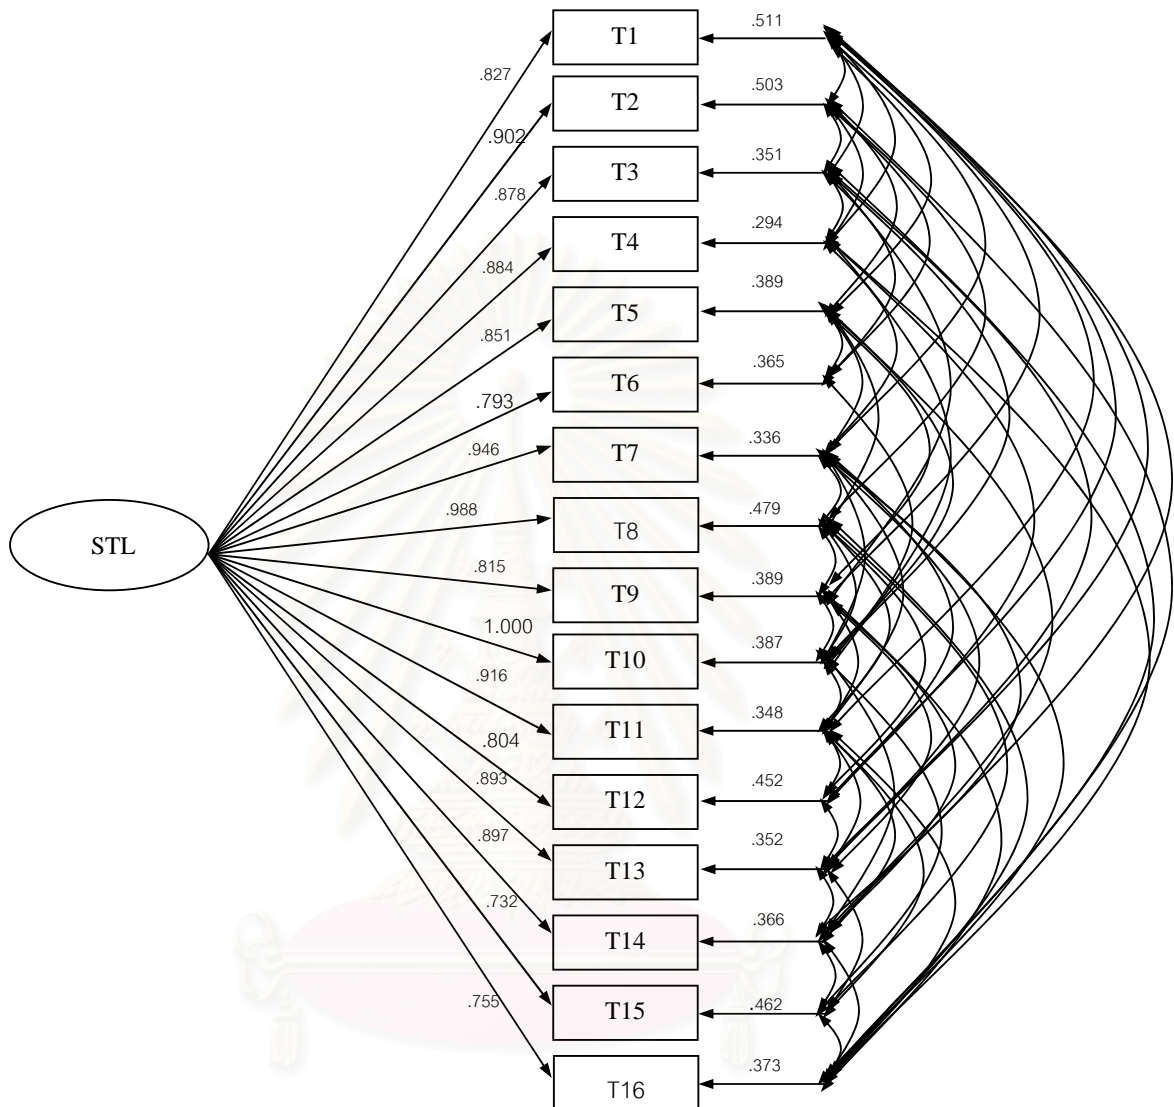 T1 .511
.827
T2 .503
.902
T3 .351
.878
T4 .294
.884
T5 .389
.851
T6 .365
.793
T7 .336
.946
T8 .479
.988
STL
T9 .389
.815
T10 .387
1.000
T11 .348
.916
T12 .452
.804
T13 .352
.893
T14 .366
.897
T15 .462
.732
T16 .373
.755